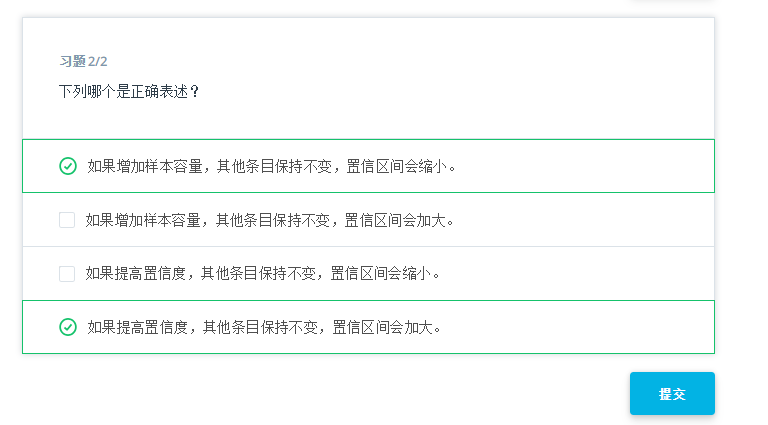 习题 2/2
下列哪个是正确表述？
如果增加样本容量，其他条目保持不变，置信区间会缩小。
如果增加样本容量，其他条目保持不变，置信区间会加大。
如果提高置信度，其他条目保持不变，置信区间会缩小。
如果提高置信度，其他条目保持不变，置信区间会加大。
提交